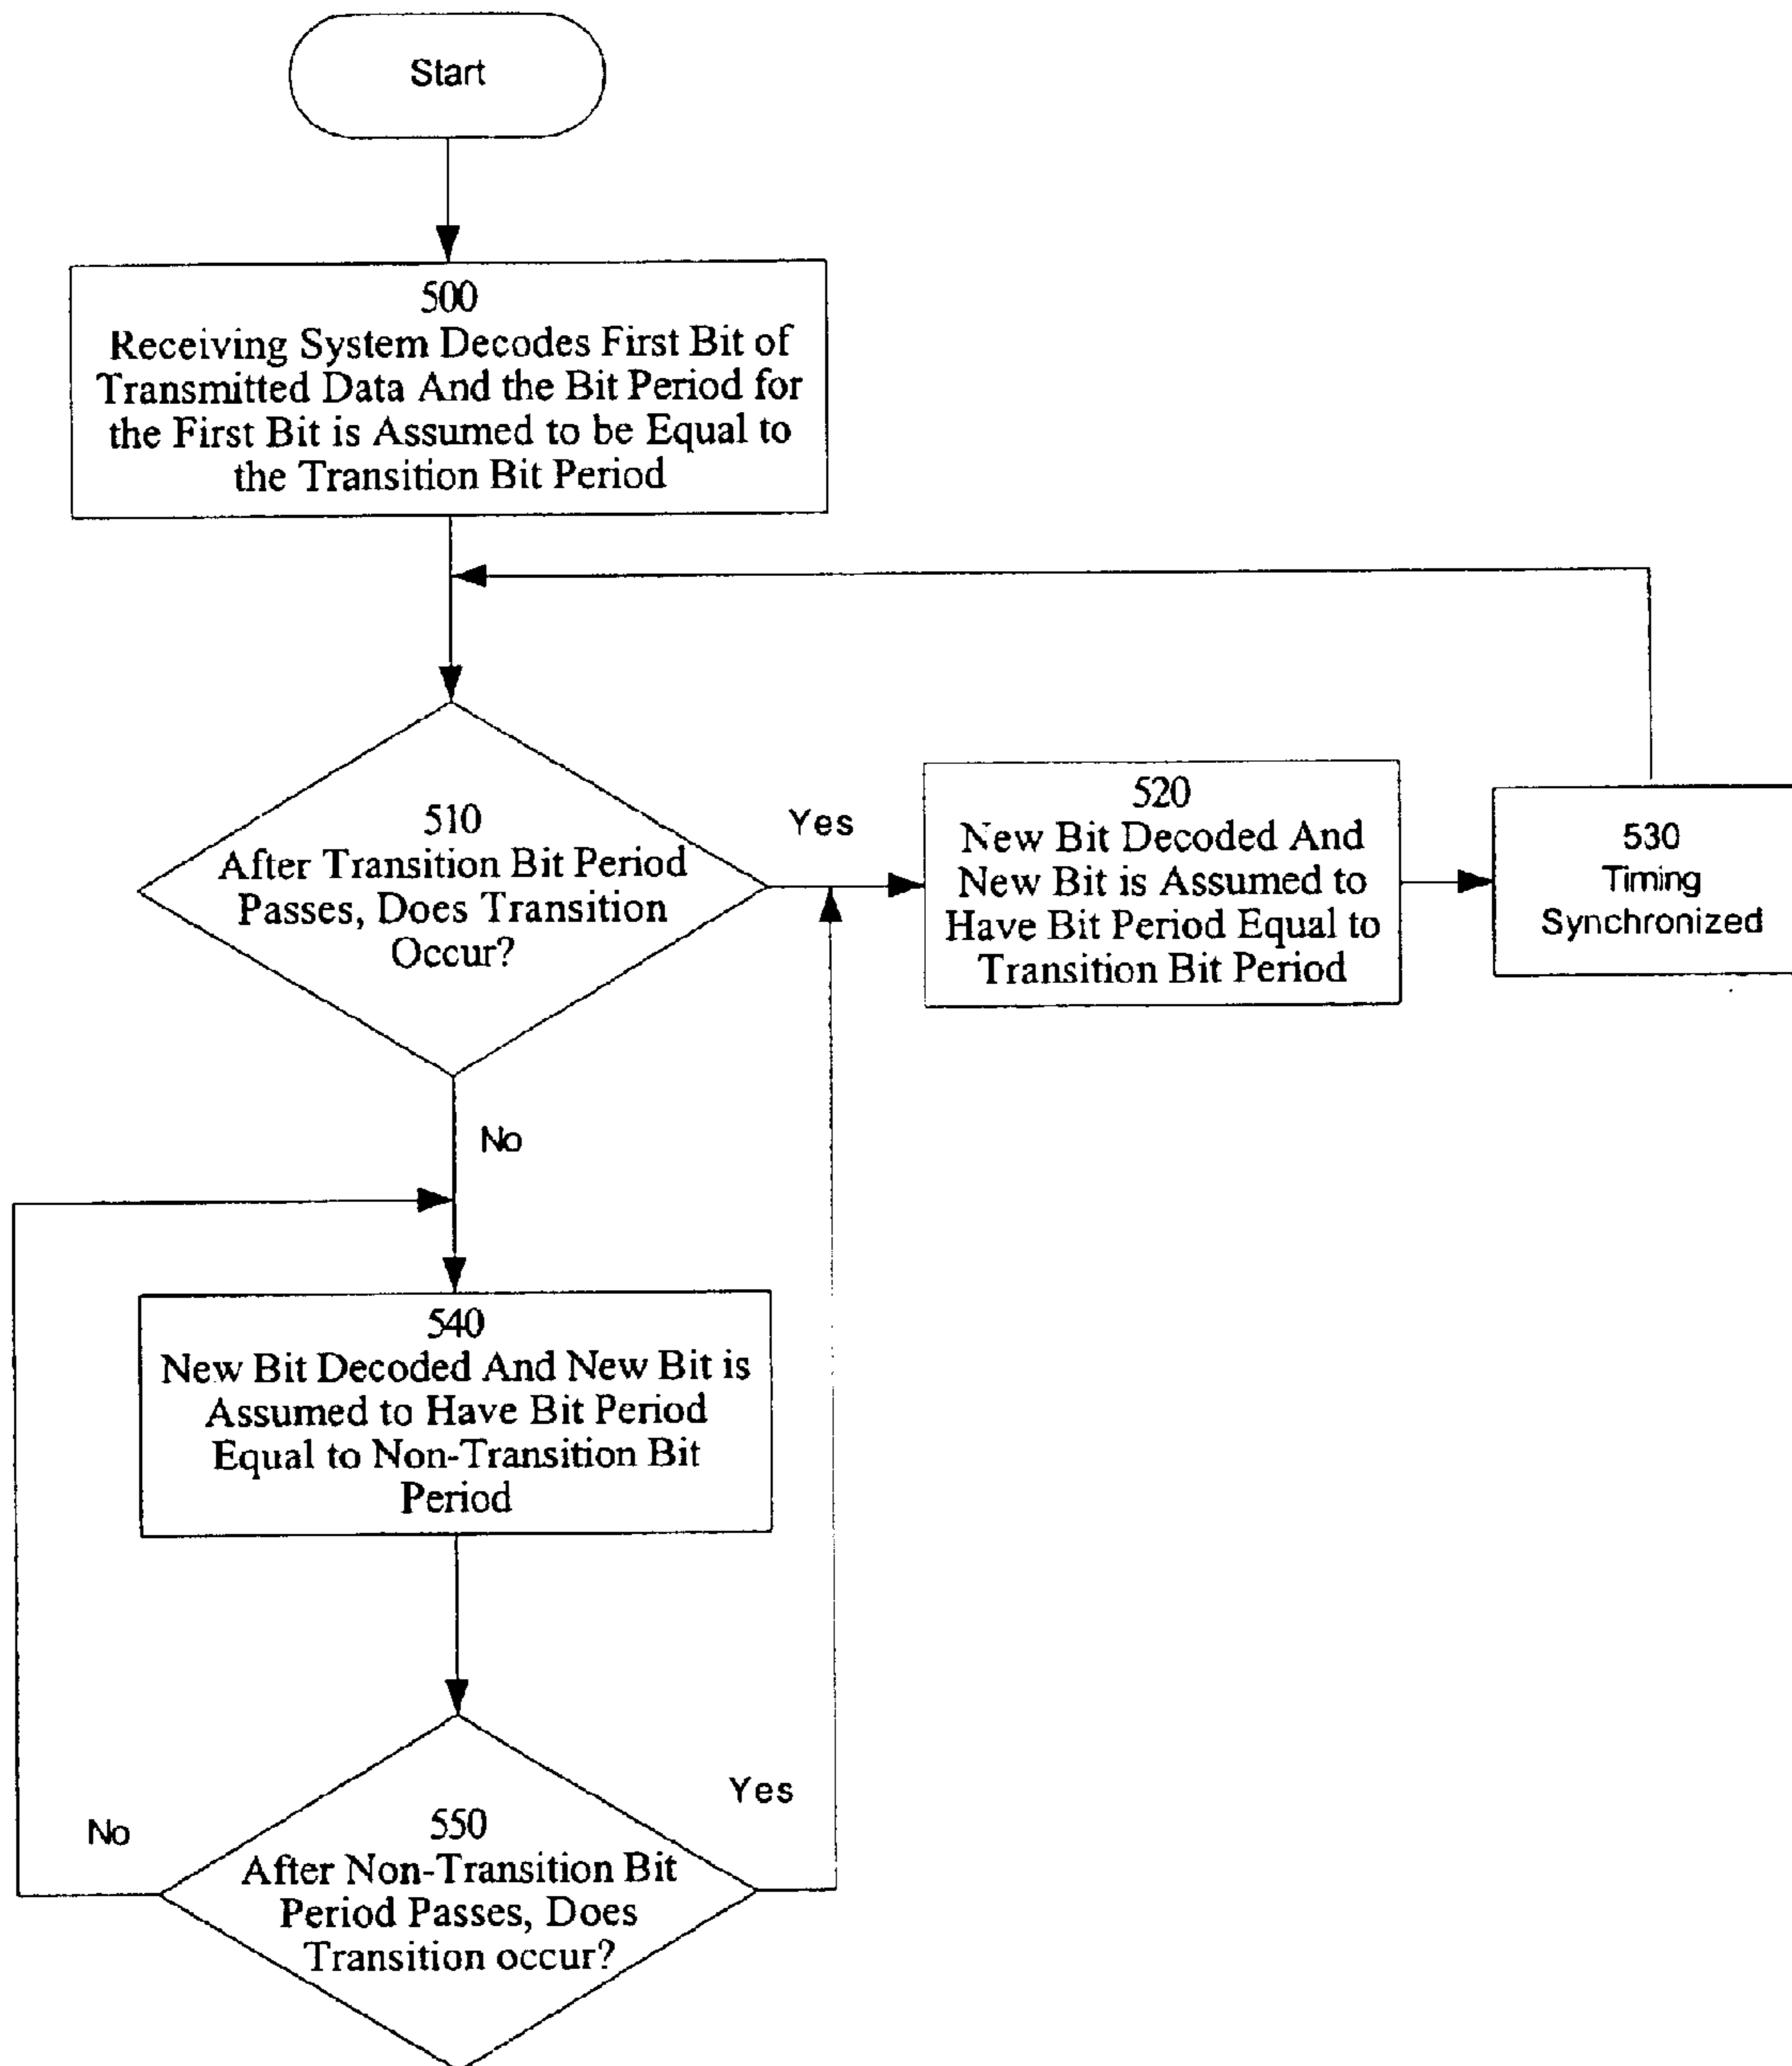 Start
500
Receiving System Decodes First Bit of
Transmitted Data And the Bit Period for
the First Bit is Assumed to be Equal to
the Transition Bit Period
510
After Transition Bit Period
Passes, Does Transition
Occur?
Yes
520
New Bit Decoded And
New Bit is Assumed to
Have Bit Period Equal to
Transition Bit Period
530
Timing
Synchronized
No
540
New Bit Decoded And New Bit is
Assumed to Have Bit Period
Equal to Non-Transition Bit
Period
550
After Non-Transition Bit
Period Passes, Does
Transition occur?
No
Yes